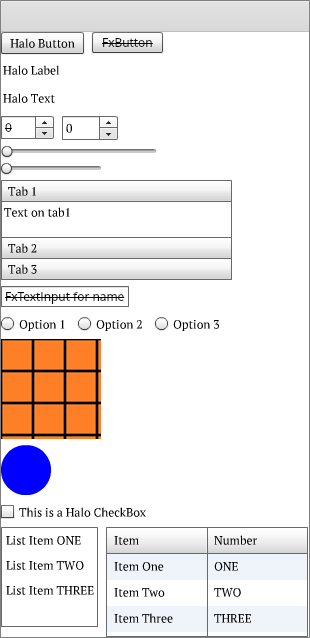 Halo Button FxButton
Halo Label
Halo Text
0 0
Tab 1
Text on tab1
Tab 2
Tab 3
FxTextInput for name
Option 1 Option 2 Option 3
This is a Halo CheckBox
List Item ONE
List Item TWO
List Item THREE
Item Number
Item One ONE
Item Two TWO
Item Three THREE